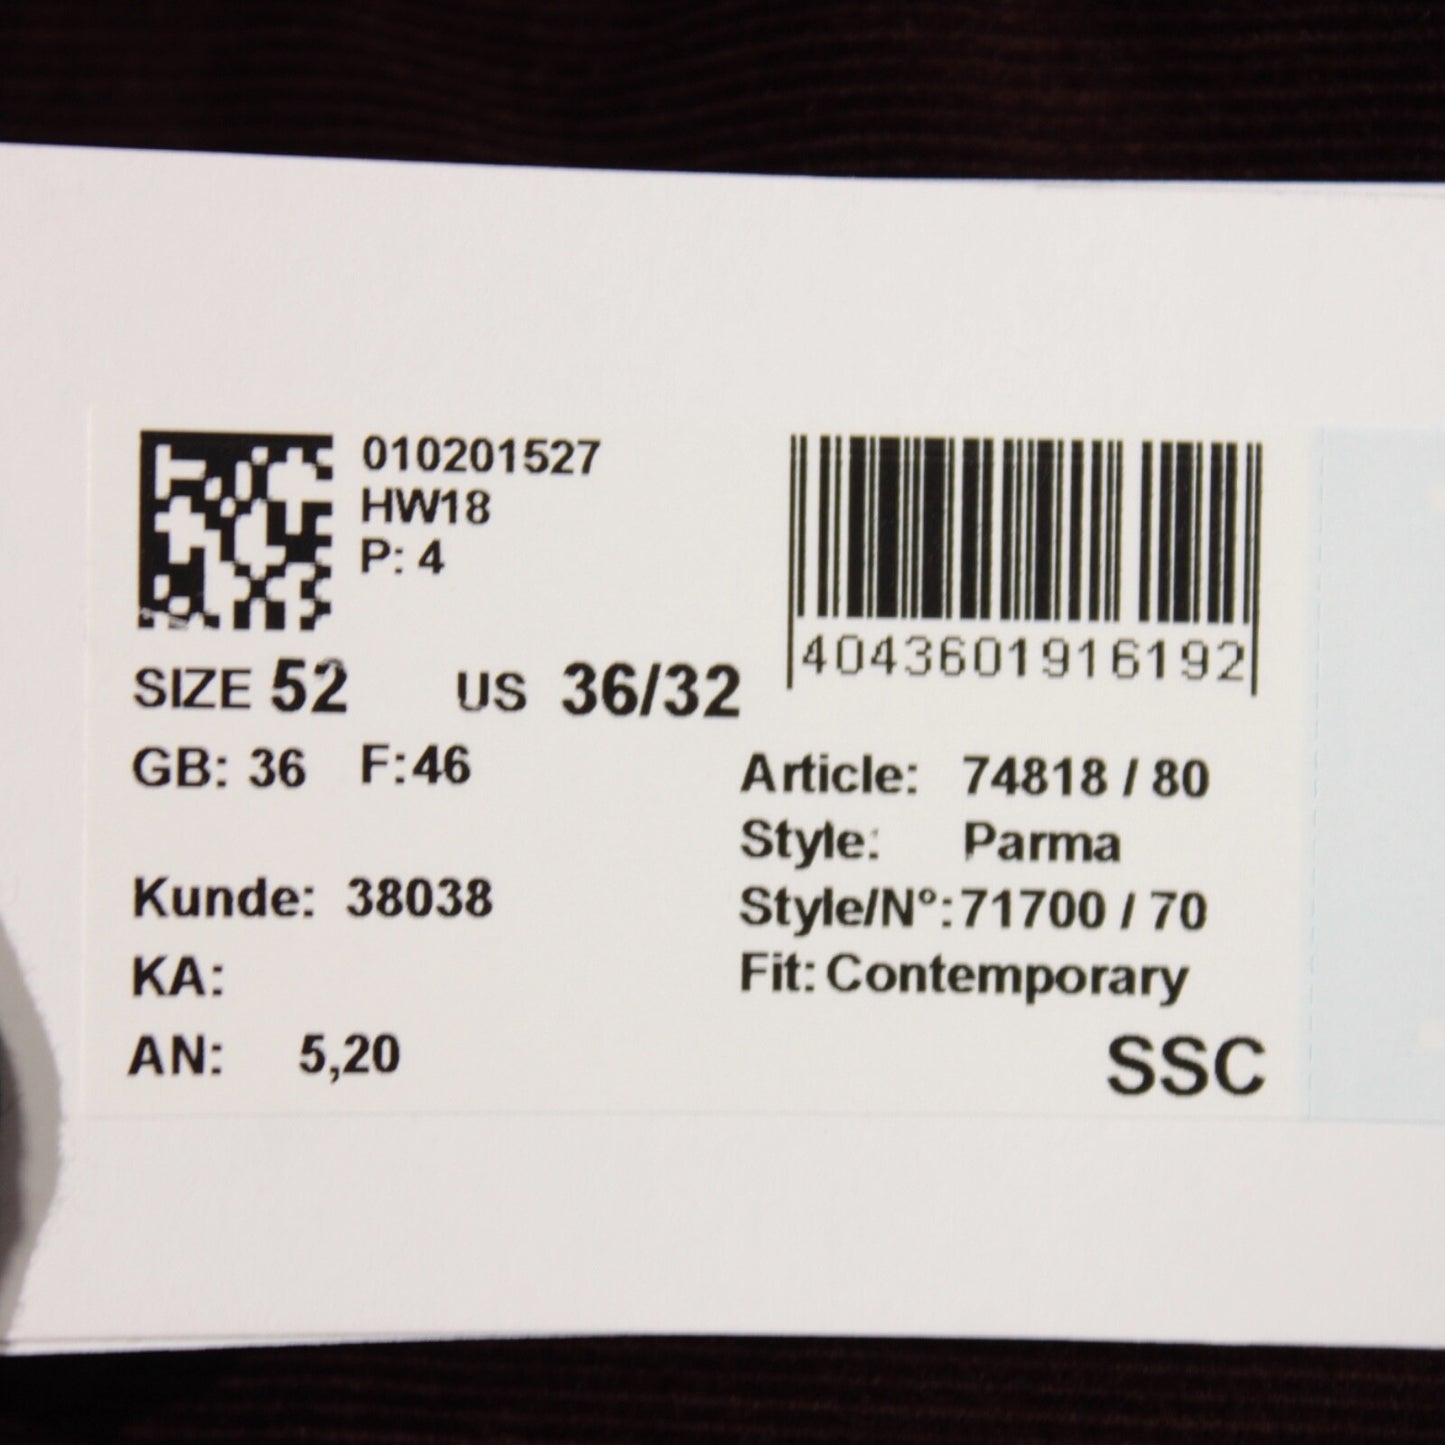 010201527
HW18
P: 4
4043601916192
SIZE 52 US 36/32
GB: 36 F:46
Article: 74818 / 80
Style: Parma
Kunde: 38038
Style/N°: 71700 / 70
KA:
Fit: Contemporary
AN: 5,20
SSC